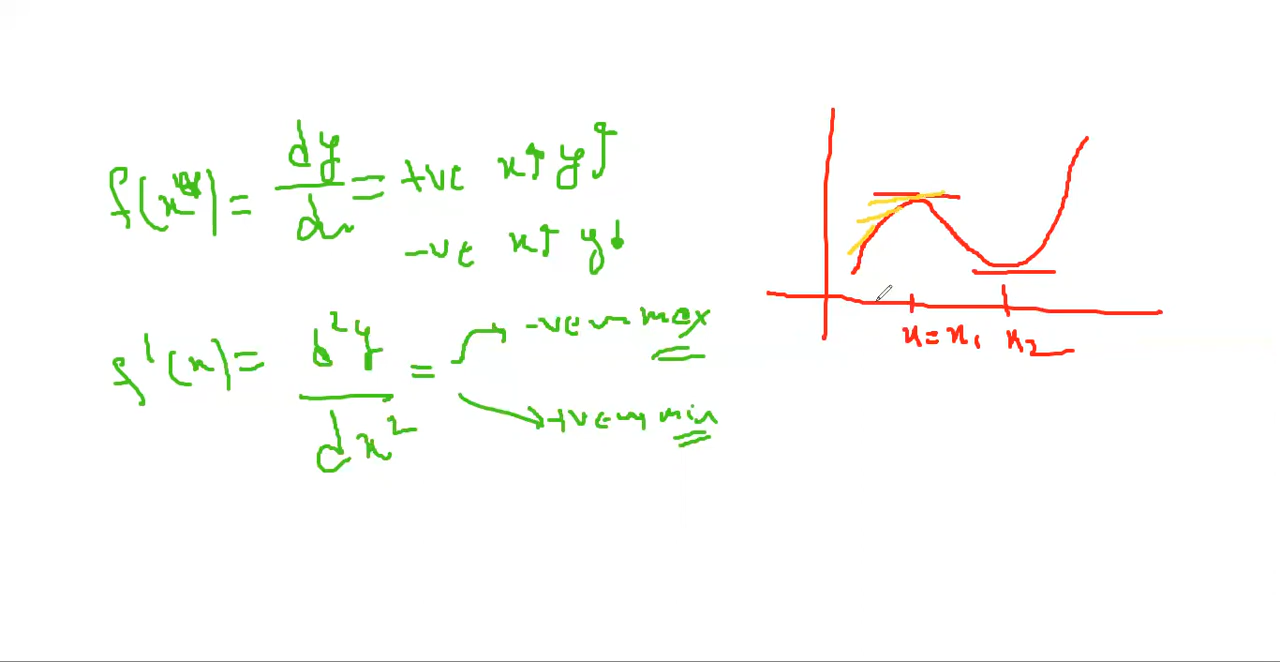 f(x) = dy/dx = +ve x↑ y↑
-ve x↑ y↓
f'(x) = d²y/dx² = -ve → max
+ve → min
x = x₁ x₂